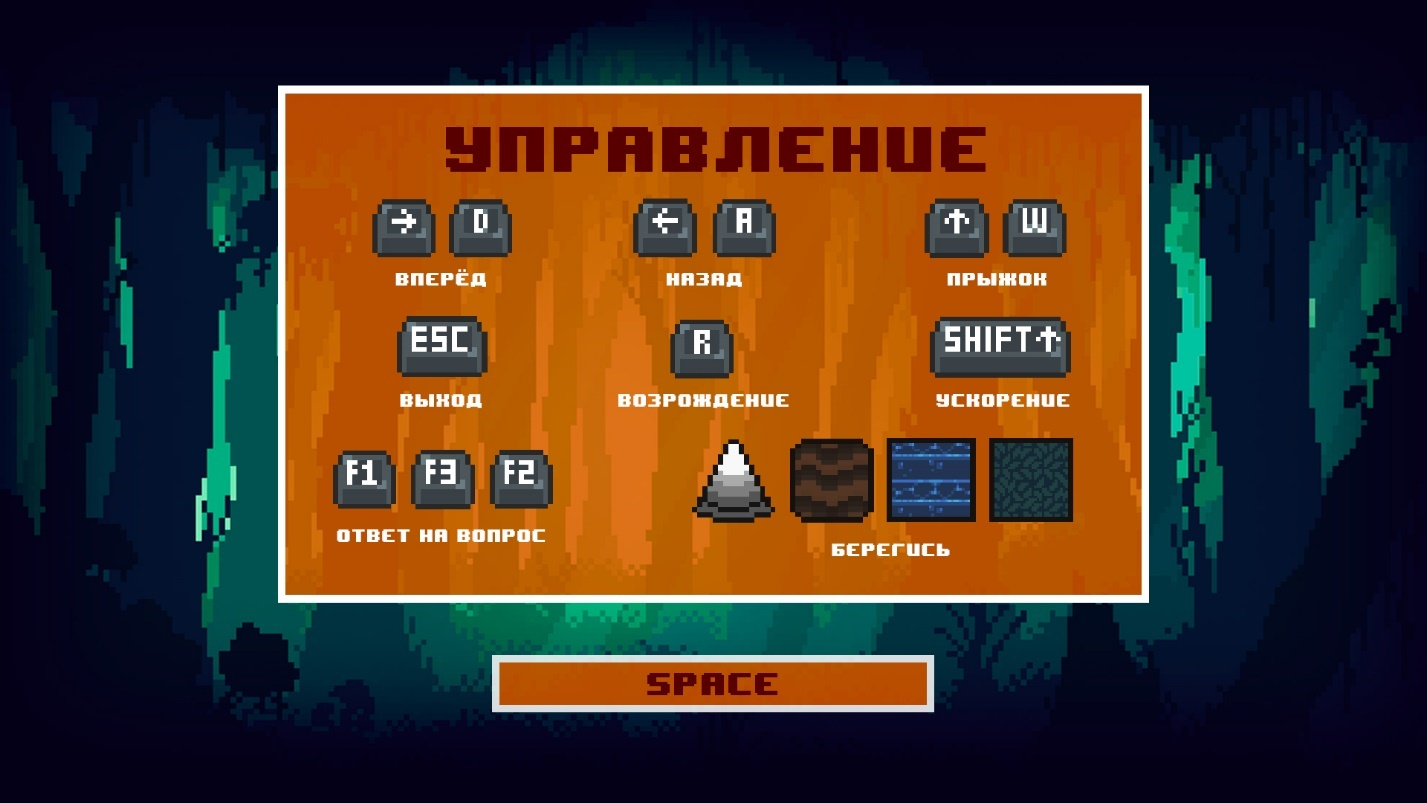 УПРАВЛЕНИЕ
→ D ← A ↑ W
ВПЕРЁД НАЗАД ПРЫЖОК
ESC R SHIFT↑
ВЫХОД ВОЗРОЖДЕНИЕ УСКОРЕНИЕ
F1 F3 F2
ОТВЕТ НА ВОПРОС
БЕРЕГИСЬ
SPACE